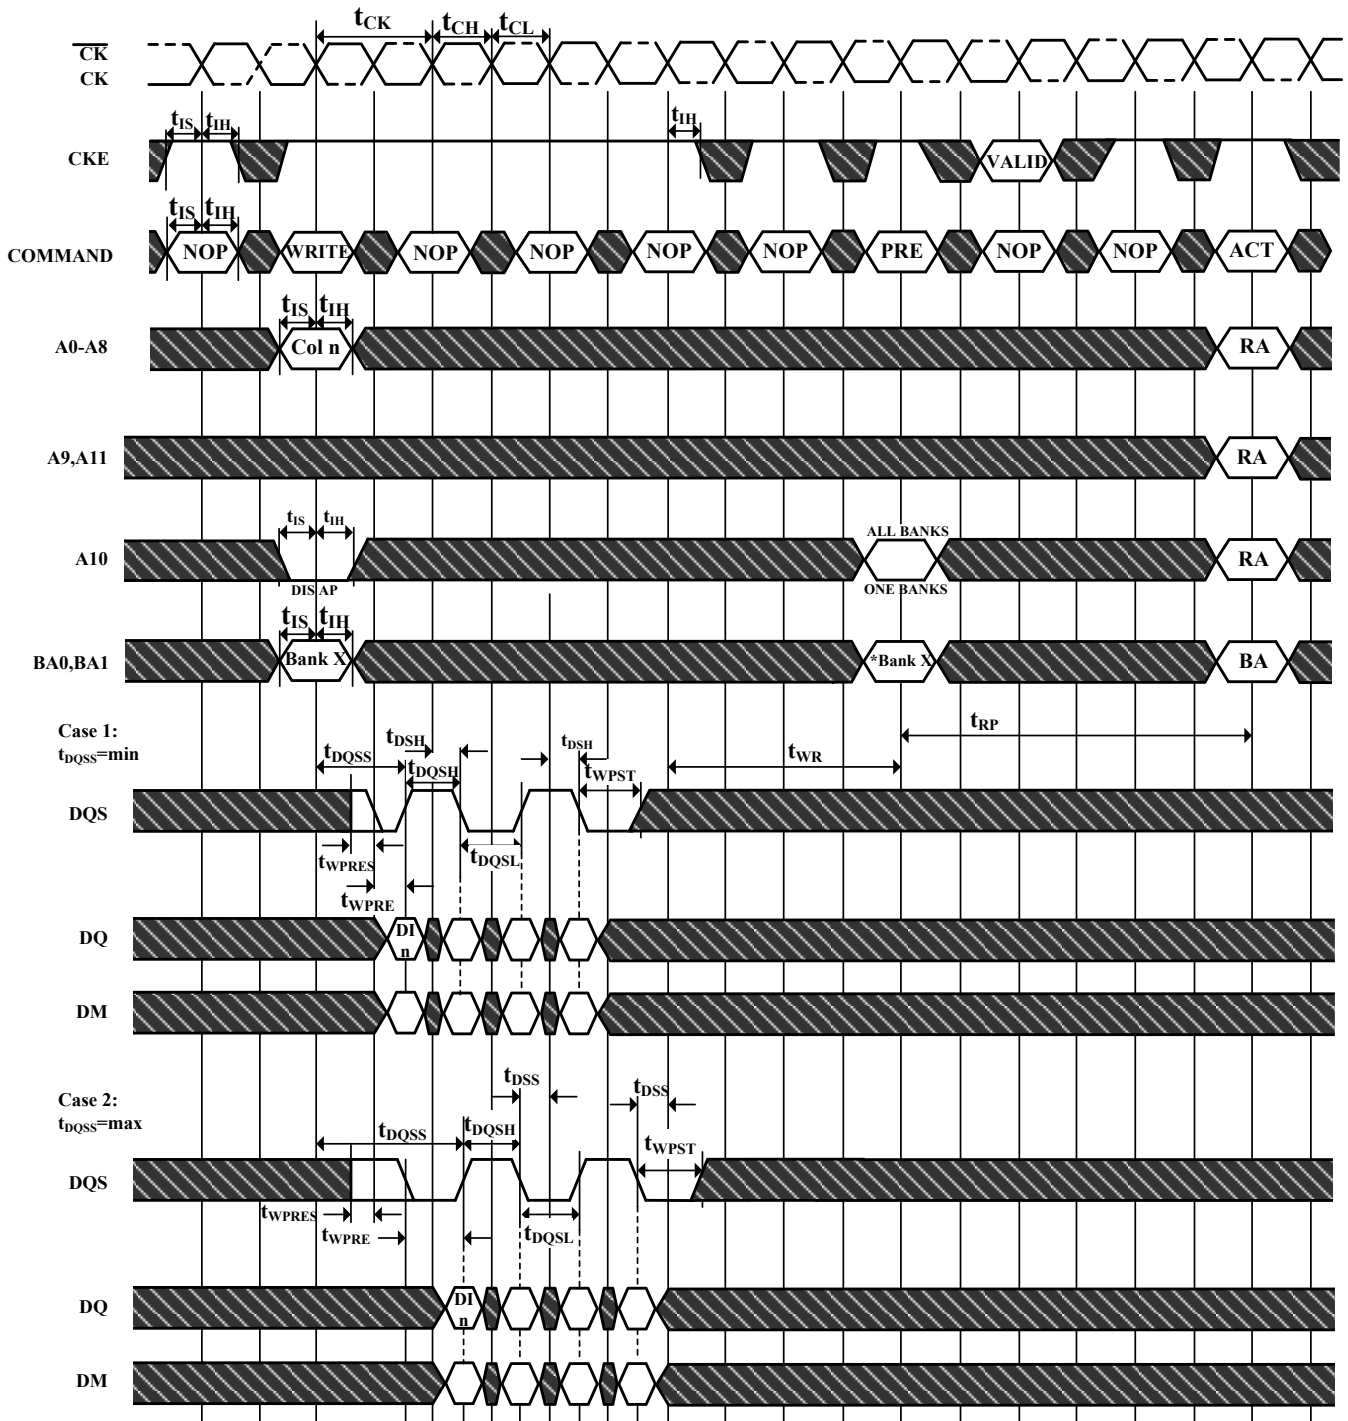 tCK tCH tCL
CK
CK
tIS tIH tIH
CKE VALID
tIS tIH
COMMAND NOP WRITE NOP NOP NOP NOP PRE NOP NOP ACT
tIS tIH
A0-A8 Col n RA
A9,A11 RA
tIS tIH ALL BANKS
A10 RA
DIS AP ONE BANKS
tIS tIH
BA0,BA1 Bank X *Bank X BA
Case 1:
tDQSS=min
tDSH tDSH tRP
tDQSS tWR
tDQSH tWPST
DQS
tWPRES tDQSL
tWPRE
DQ DI
n
DM
tDSS tDSS
Case 2:
tDQSS=max
tDQSS tDQSH tWPST
DQS
tWPRES
tWPRE tDQSL
DQ DI
n
DM